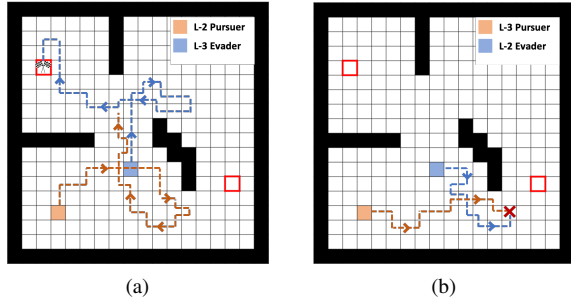 L-2 Pursuer
L-3 Evader
L-3 Pursuer
L-2 Evader
(a)
(b)